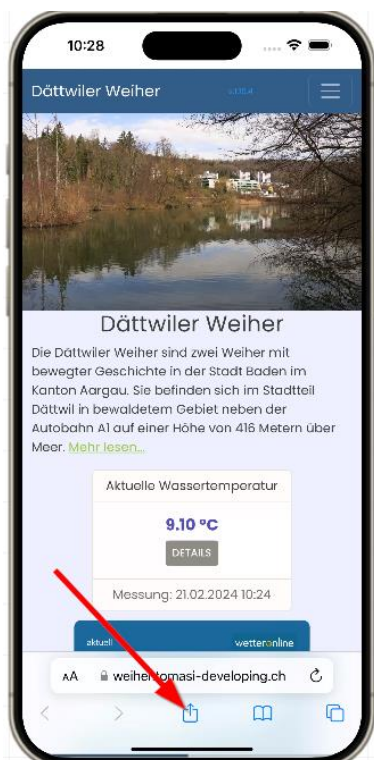 10:28
Dättwiler Weiher
Dättwiler Weiher
Die Dättwiler Weiher sind zwei Weiher mit
bewegter Geschichte in der Stadt Baden im
Kanton Aargau. Sie befinden sich im Stadtteil
Dättwil in bewaldetem Gebiet neben der
Autobahn A1 auf einer Höhe von 416 Metern über
Meer. Mehr lesen...
Aktuelle Wassertemperatur
9.10 °C
DETAILS
Messung: 21.02.2024 10:24
aktuell wetteronline
AA weiher.tomasi-developing.ch